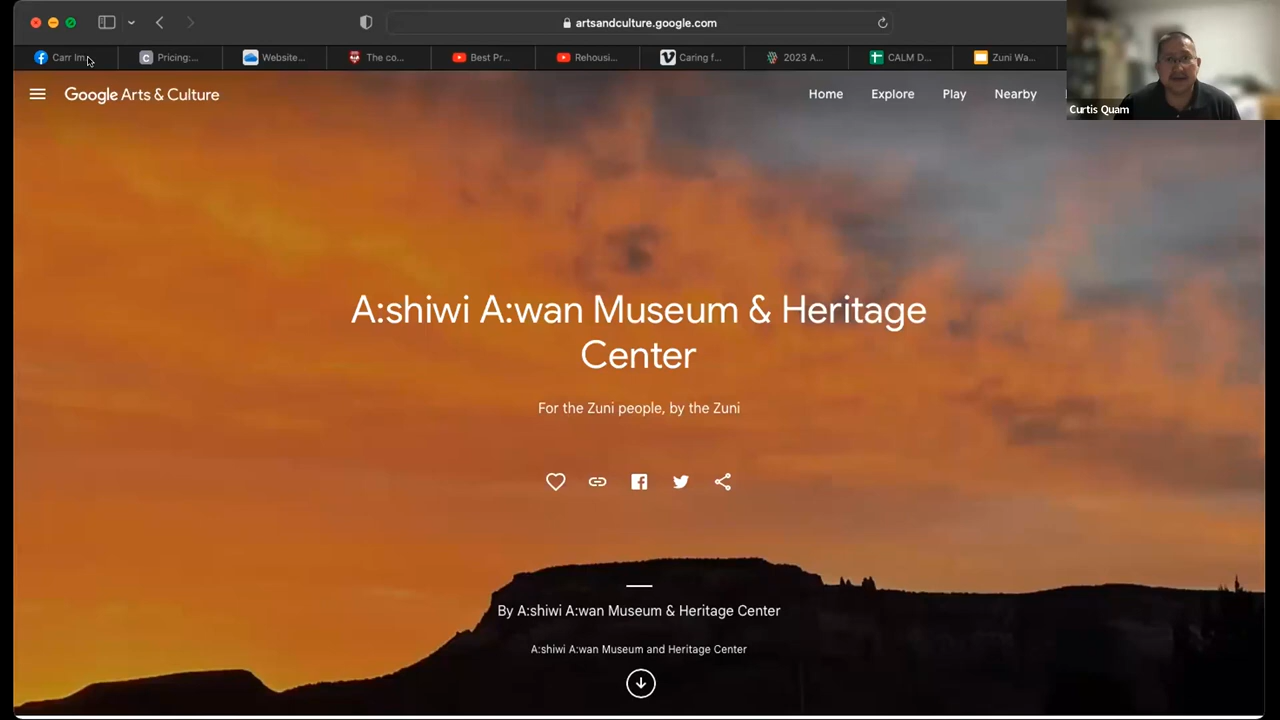 artsandculture.google.com
Carr Im...
Pricing:...
Website...
The co...
Best Pr...
Rehousi...
Caring f...
2023 A...
CALM D...
Zuni Wa...
Google Arts & Culture
Home
Explore
Play
Nearby
Curtis Quam
A:shiwi A:wan Museum & Heritage
Center
For the Zuni people, by the Zuni
By A:shiwi A:wan Museum & Heritage Center
A:shiwi A:wan Museum and Heritage Center